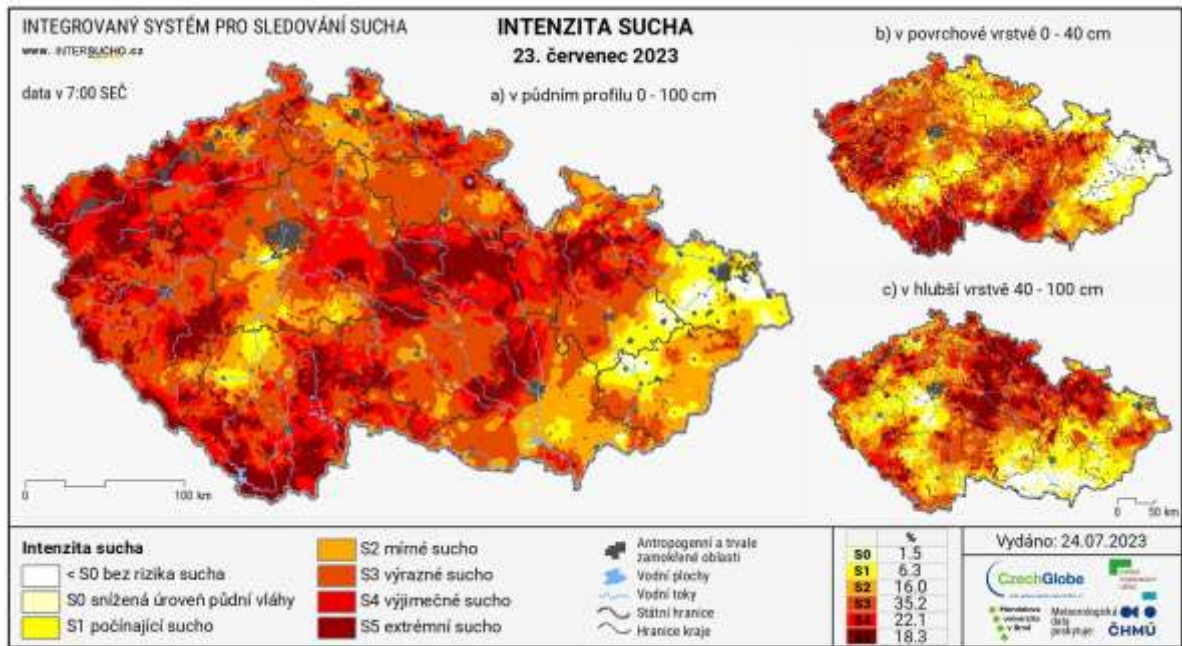 INTEGROVANÝ SYSTÉM PRO SLEDOVÁNÍ SUCHA
www. INTERSUCHO.cz
data v 7:00 SEČ
INTENZITA SUCHA
23. červenec 2023
a) v půdním profilu 0 - 100 cm
b) v povrchové vrstvě 0 - 40 cm
c) v hlubší vrstvě 40 - 100 cm
0 100 km
0 50 km
Intenzita sucha
< S0 bez rizika sucha
S0 snížená úroveň půdní vláhy
S1 počínající sucho
S2 mírné sucho
S3 výrazné sucho
S4 výjimečné sucho
S5 extrémní sucho
Antropogenní a trvale
zamokřené oblasti
Vodní plochy
Vodní toky
Státní hranice
Hranice kraje
%
S0 1.5
S1 6.3
S2 16.0
S3 35.2
S4 22.1
S5 18.3
Vydáno: 24.07.2023
CzechGlobe
Mendelova
univerzita
v Brně
Meteorologická
data
poskytuje:
ČHMÚ